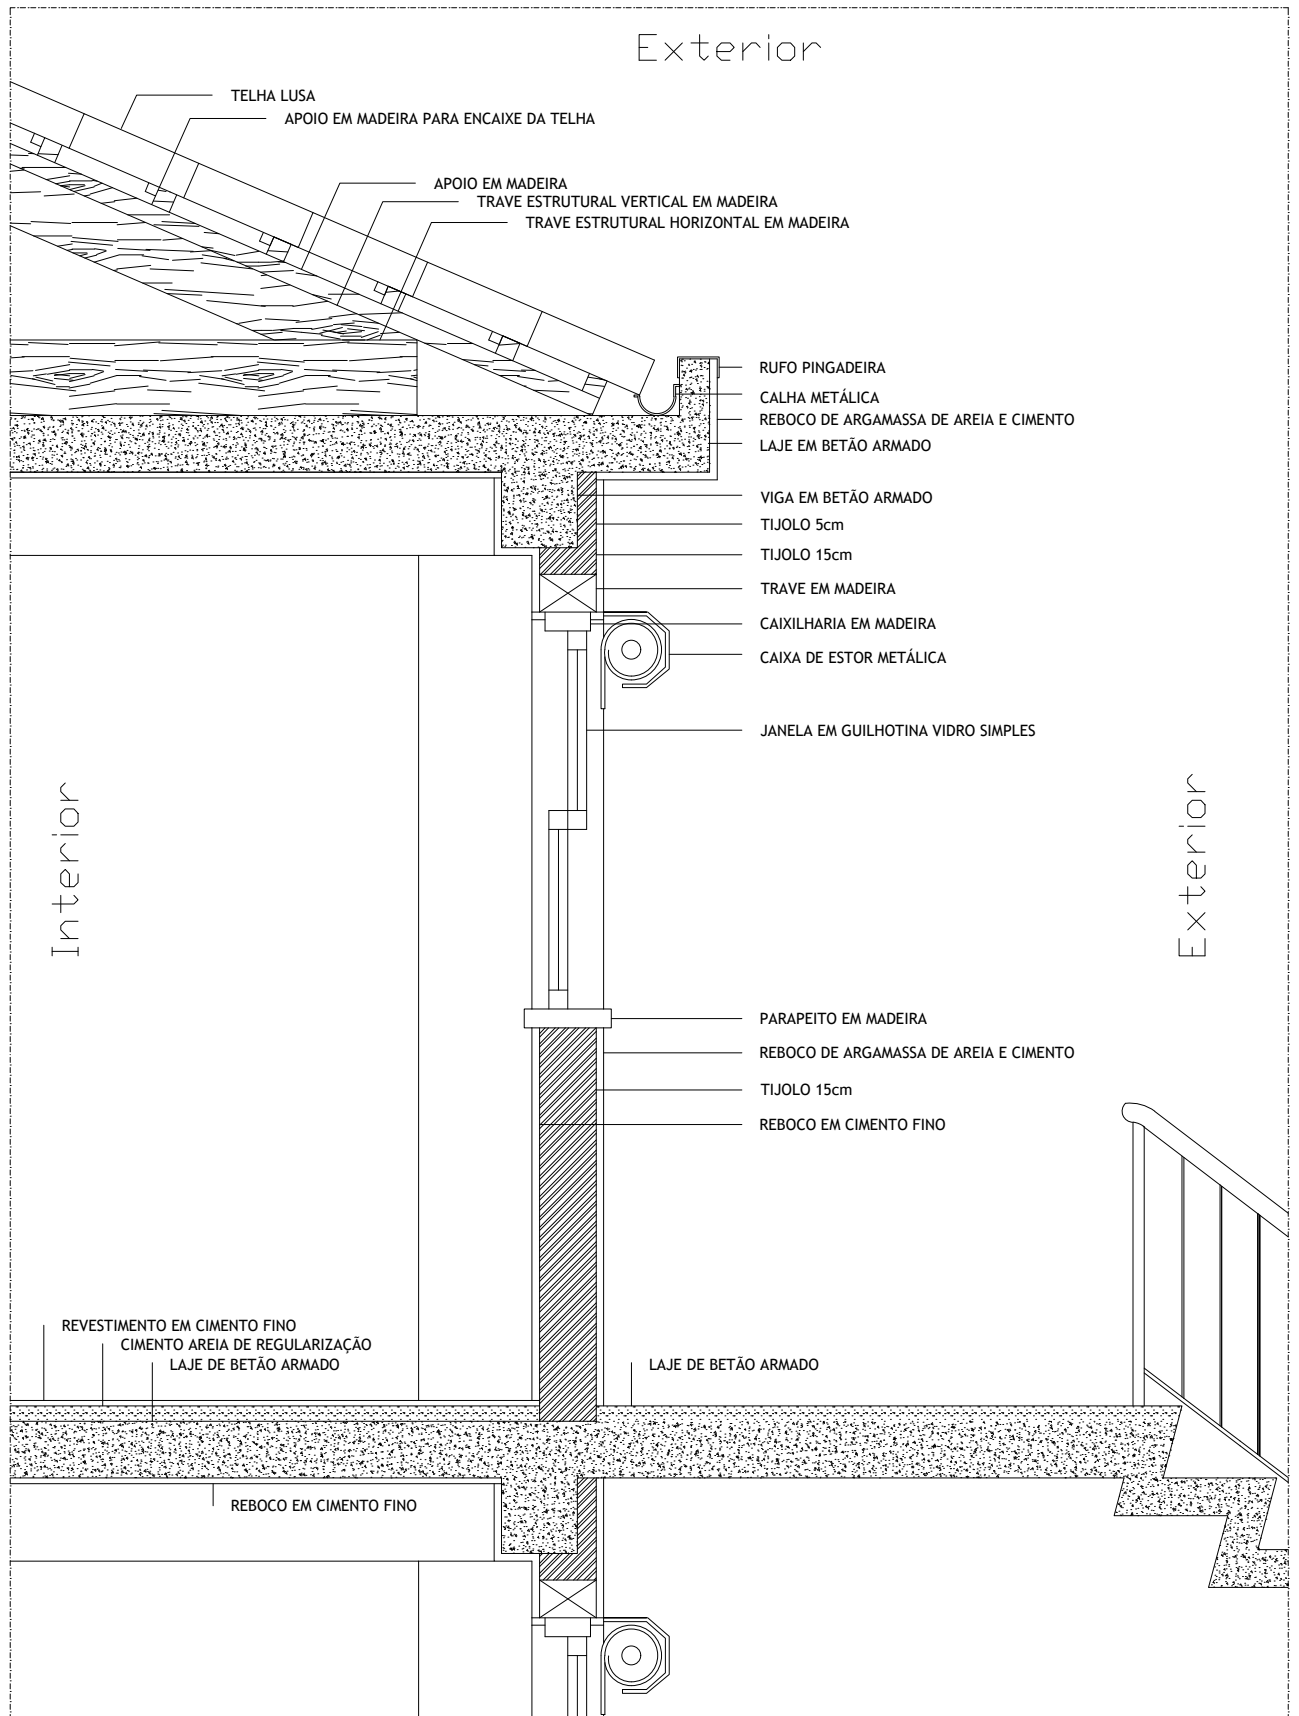 Exterior
TELHA LUSA
APOIO EM MADEIRA PARA ENCAIXE DA TELHA
APOIO EM MADEIRA
TRAVE ESTRUTURAL VERTICAL EM MADEIRA
TRAVE ESTRUTURAL HORIZONTAL EM MADEIRA
RUFO PINGADEIRA
CALHA METÁLICA
REBOCO DE ARGAMASSA DE AREIA E CIMENTO
LAJE EM BETÃO ARMADO
VIGA EM BETÃO ARMADO
TIJOLO 5cm
TIJOLO 15cm
TRAVE EM MADEIRA
CAIXILHARIA EM MADEIRA
CAIXA DE ESTOR METÁLICA
JANELA EM GUILHOTINA VIDRO SIMPLES
Interior
Exterior
PARAPEITO EM MADEIRA
REBOCO DE ARGAMASSA DE AREIA E CIMENTO
TIJOLO 15cm
REBOCO EM CIMENTO FINO
REVESTIMENTO EM CIMENTO FINO
CIMENTO AREIA DE REGULARIZAÇÃO
LAJE DE BETÃO ARMADO
LAJE DE BETÃO ARMADO
REBOCO EM CIMENTO FINO